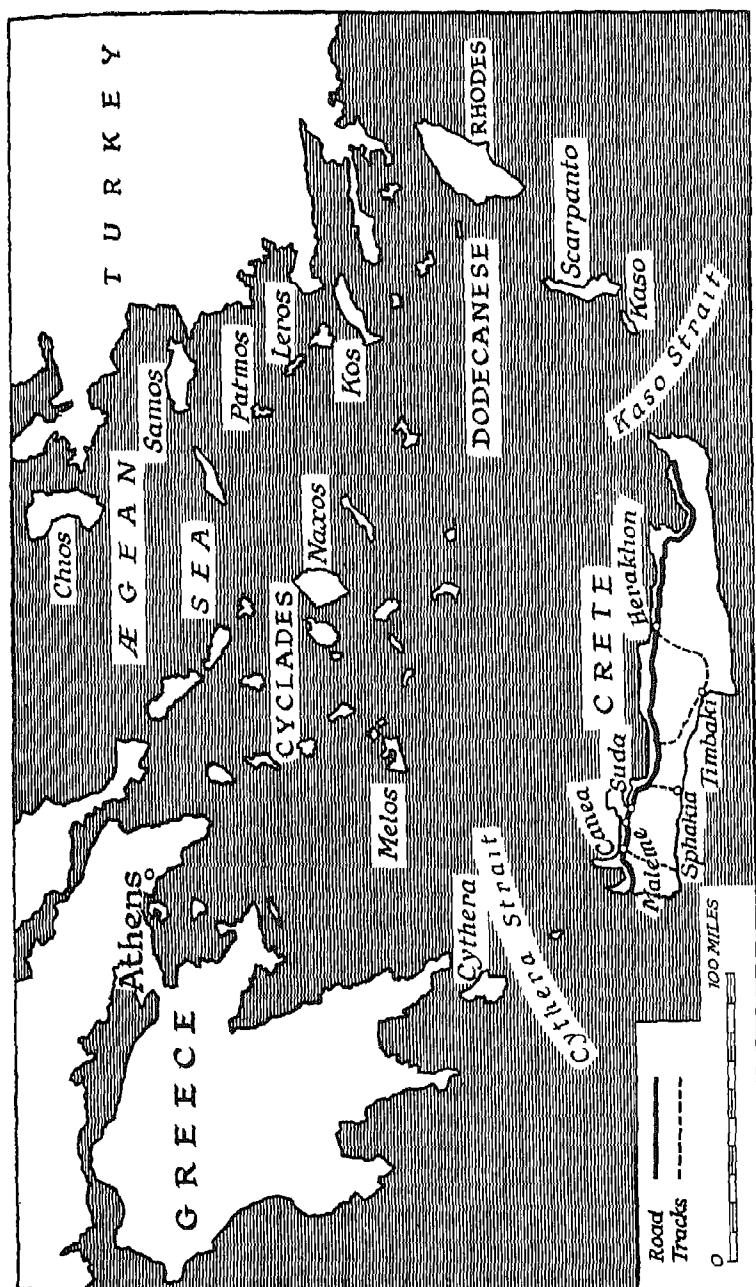 TURKEY
Chios
ÆGEAN
SEA
Samos
Patmos
Leros
Kos
Athens
GREECE
CYCLADES
Naxos
Melos
DODECANESE
RHODES
Scarpanto
Kaso
Kaso Strait
Cythera
Cythera Strait
CRETE
Canea
Suda
Maleme
Heraklion
Sphakia
Timbaki
Road
Tracks
0
100 MILES